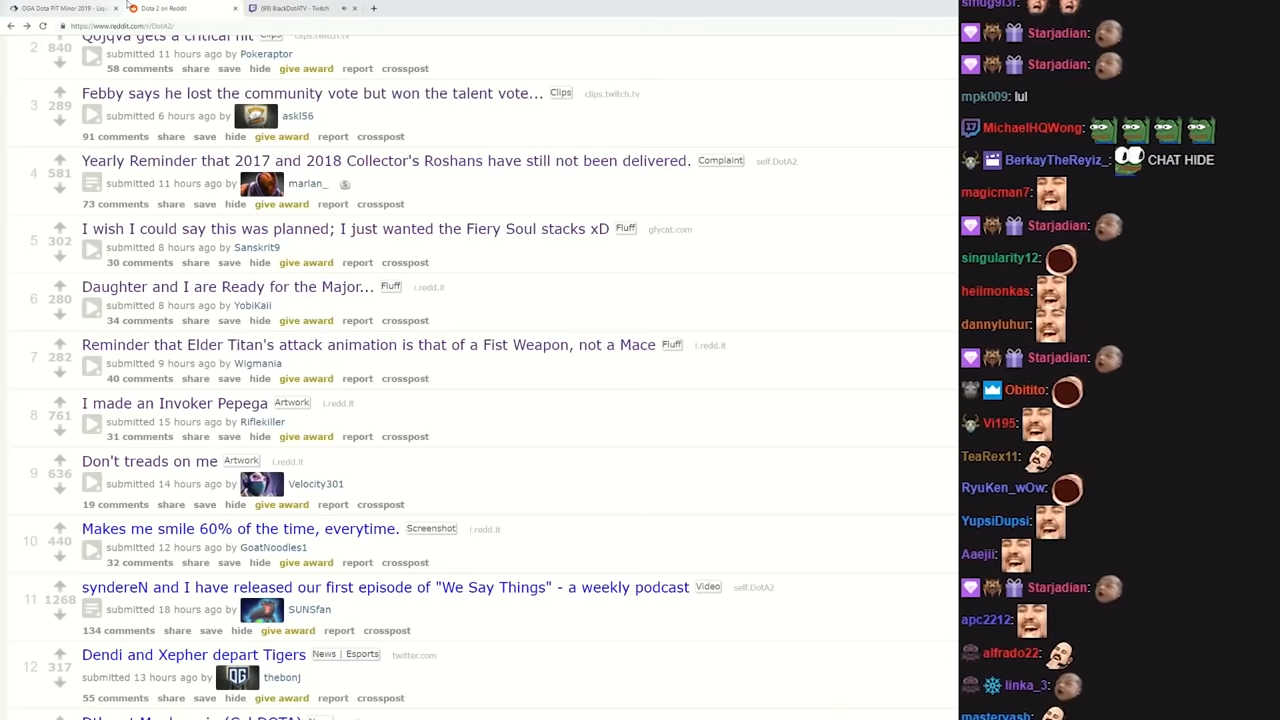 OGA Dota PIT Minor 2019 - Liqu
Dota 2 on Reddit
(99) BlackDotATV - Twitch
https://www.reddit.com/r/DotA2/
2
840
Qojqva gets a critical hit Clips clips.twitch.tv
submitted 11 hours ago by Pokeraptor
58 comments share save hide give award report crosspost
3
289
Febby says he lost the community vote but won the talent vote... Clips clips.twitch.tv
submitted 6 hours ago by askl56
91 comments share save hide give award report crosspost
4
581
Yearly Reminder that 2017 and 2018 Collector's Roshans have still not been delivered. Complaint self.DotA2
submitted 11 hours ago by marlan_
73 comments share save hide give award report crosspost
5
302
I wish I could say this was planned; I just wanted the Fiery Soul stacks xD Fluff gfycat.com
submitted 8 hours ago by Sanskrit9
30 comments share save hide give award report crosspost
6
280
Daughter and I are Ready for the Major... Fluff i.redd.it
submitted 8 hours ago by YobiKaii
34 comments share save hide give award report crosspost
7
282
Reminder that Elder Titan's attack animation is that of a Fist Weapon, not a Mace Fluff i.redd.it
submitted 9 hours ago by Wigmania
40 comments share save hide give award report crosspost
8
761
I made an Invoker Pepega Artwork i.redd.it
submitted 15 hours ago by Riflekiller
31 comments share save hide give award report crosspost
9
636
Don't treads on me Artwork i.redd.it
submitted 14 hours ago by Velocity301
19 comments share save hide give award report crosspost
10
440
Makes me smile 60% of the time, everytime. Screenshot i.redd.it
submitted 12 hours ago by GoatNoodles1
32 comments share save hide give award report crosspost
11
1268
syndereN and I have released our first episode of "We Say Things" - a weekly podcast Video self.DotA2
submitted 18 hours ago by SUNSfan
134 comments share save hide give award report crosspost
12
317
Dendi and Xepher depart Tigers News | Esports twitter.com
submitted 13 hours ago by thebonj
55 comments share save hide give award report crosspost
smug9l3r:
Starjadian:
Starjadian:
mpk009: lul
MichaelHQWong:
BerkayTheReyiz_: CHAT HIDE
magicman7:
Starjadian:
singularity12:
heilmonkas:
dannyluhur:
Starjadian:
Obitito:
Vi195:
TeaRex11:
RyuKen_wOw:
YupsiDupsi:
Aaejii:
Starjadian:
apc2212:
alfrado22:
linka_3: